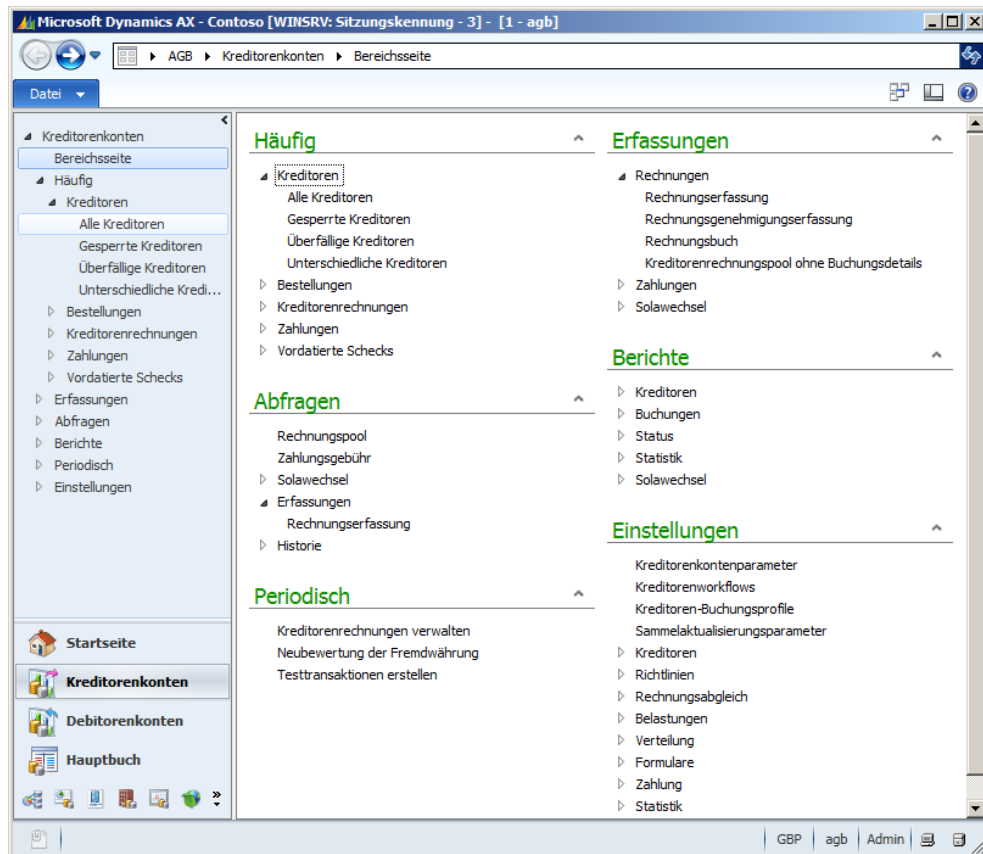 Microsoft Dynamics AX - Contoso [WINSRV: Sitzungskennung - 3] - [1 - agb]
AGB Kreditorenkonten Bereichsseite
Datei
Kreditorenkonten
Bereichsseite
Häufig
Kreditoren
Alle Kreditoren
Gesperrte Kreditoren
Überfällige Kreditoren
Unterschiedliche Kredi...
Bestellungen
Kreditorenrechnungen
Zahlungen
Vordatierte Schecks
Erfassungen
Abfragen
Berichte
Periodisch
Einstellungen
Startseite
Kreditorenkonten
Debitorenkonten
Hauptbuch
Häufig
Kreditoren
Alle Kreditoren
Gesperrte Kreditoren
Überfällige Kreditoren
Unterschiedliche Kreditoren
Bestellungen
Kreditorenrechnungen
Zahlungen
Vordatierte Schecks
Abfragen
Rechnungspool
Zahlungsgebühr
Solawechsel
Erfassungen
Rechnungserfassung
Historie
Periodisch
Kreditorenrechnungen verwalten
Neubewertung der Fremdwährung
Testtransaktionen erstellen
Erfassungen
Rechnungen
Rechnungserfassung
Rechnungsgenehmigungserfassung
Rechnungsbuch
Kreditorenrechnungspool ohne Buchungsdetails
Zahlungen
Solawechsel
Berichte
Kreditoren
Buchungen
Status
Statistik
Solawechsel
Einstellungen
Kreditorenkontenparameter
Kreditorenworkflows
Kreditoren-Buchungsprofile
Sammelaktualisierungsparameter
Kreditoren
Richtlinien
Rechnungsabgleich
Belastungen
Verteilung
Formulare
Zahlung
Statistik
GBP agb Admin